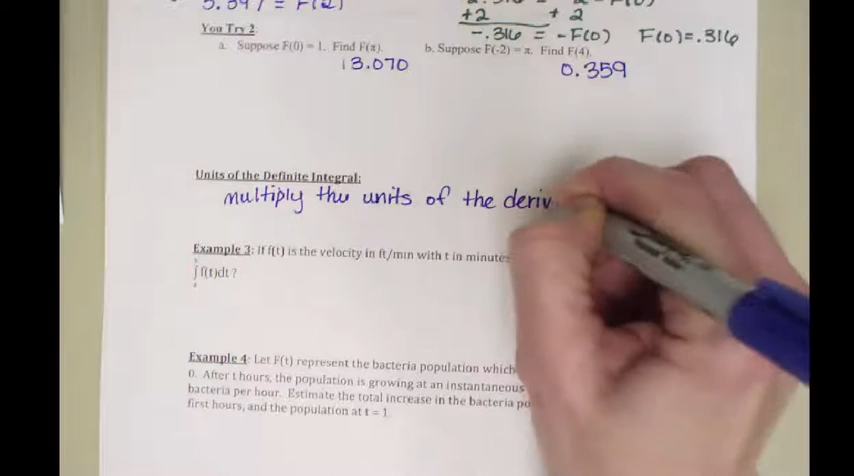 You Try 2:
a. Suppose F(0) = 1. Find F(π). b. Suppose F(-2) = π. Find F(4).
13.070 0.359
+2 + 2
-.316 = -F(0) F(0)=.316
Units of the Definite Integral:
multiply the units of the deriv
Example 3: If f(t) is the velocity in ft/min with t in minutes
∫f(t)dt ?
Example 4: Let F(t) represent the bacteria population which
0. After t hours, the population is growing at an instantaneous
bacteria per hour. Estimate the total increase in the bacteria po
first hours, and the population at t = 1